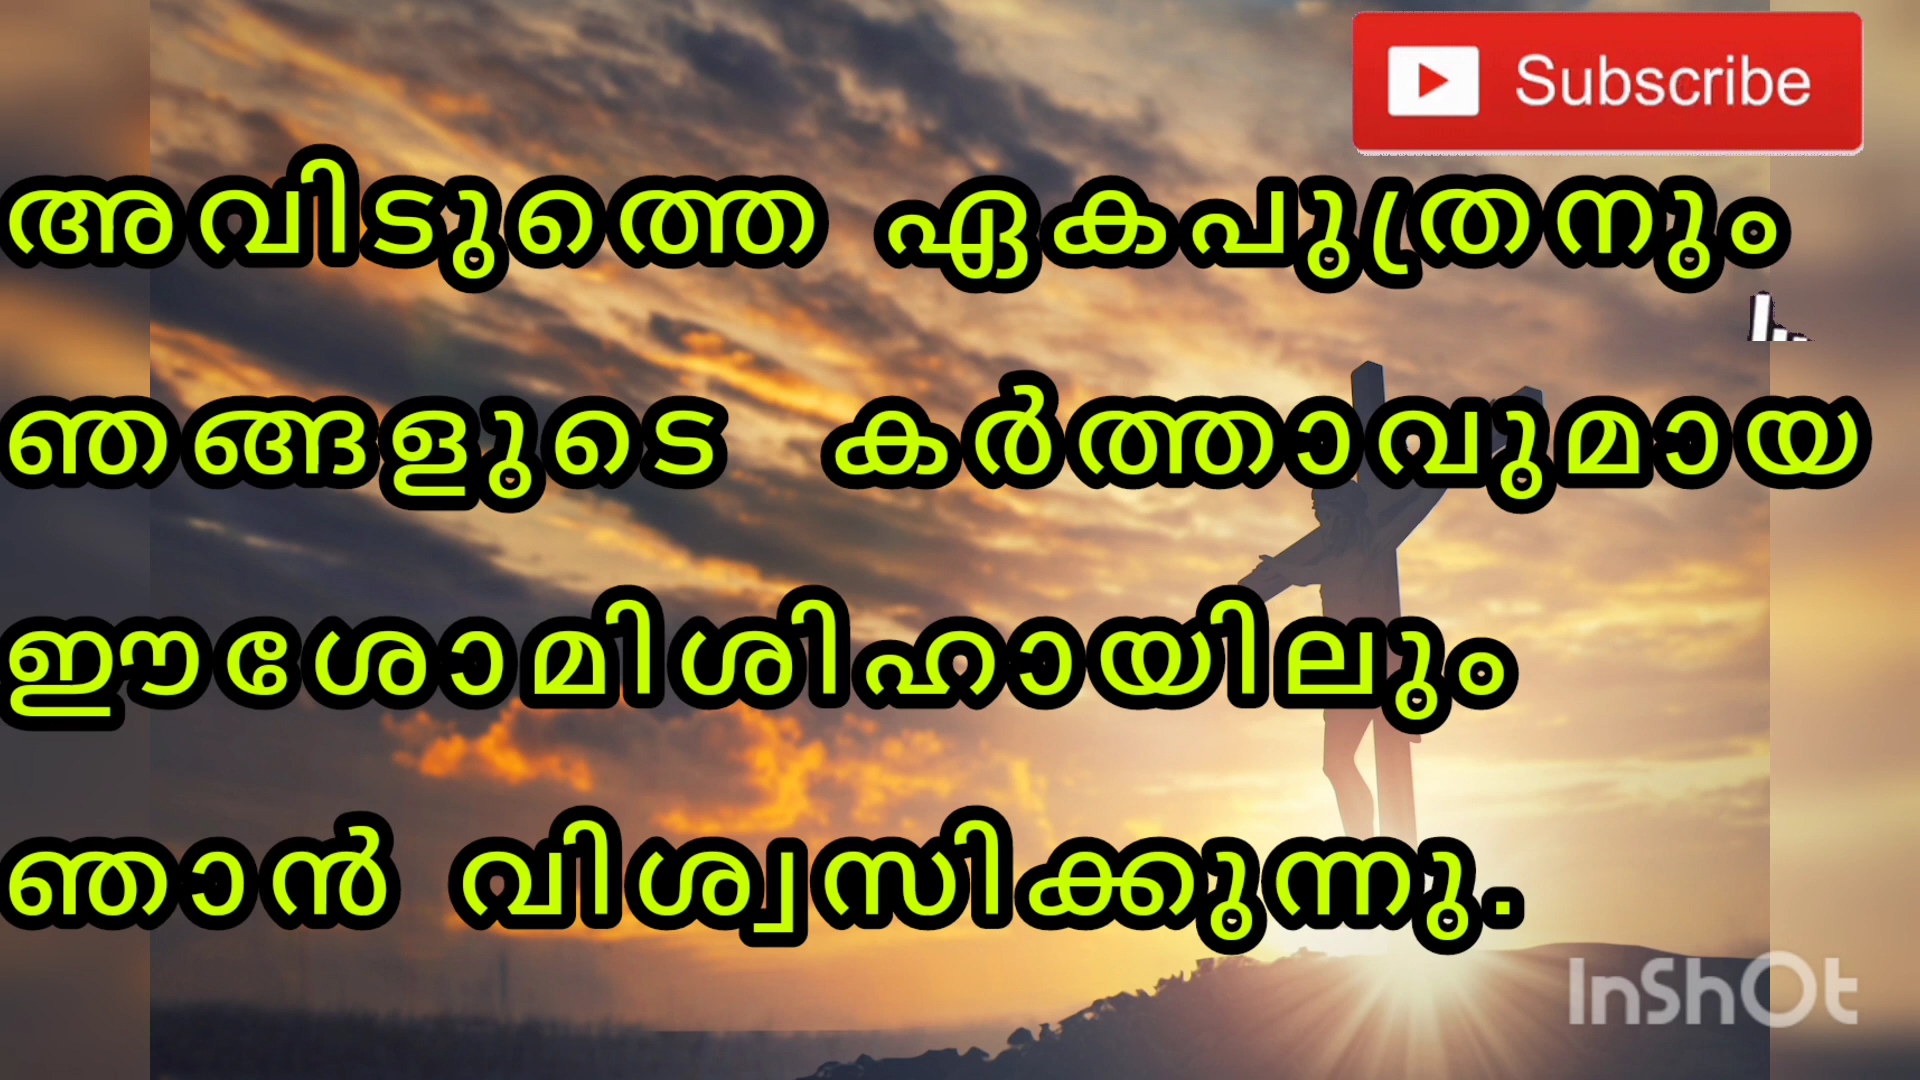 Subscribe
അവിടുത്തെ ഏകപുത്രനും
ഞങ്ങളുടെ കർത്താവുമായ
ഈശോമിശിഹായിലും
ഞാൻ വിശ്വസിക്കുന്നു.
InShOt